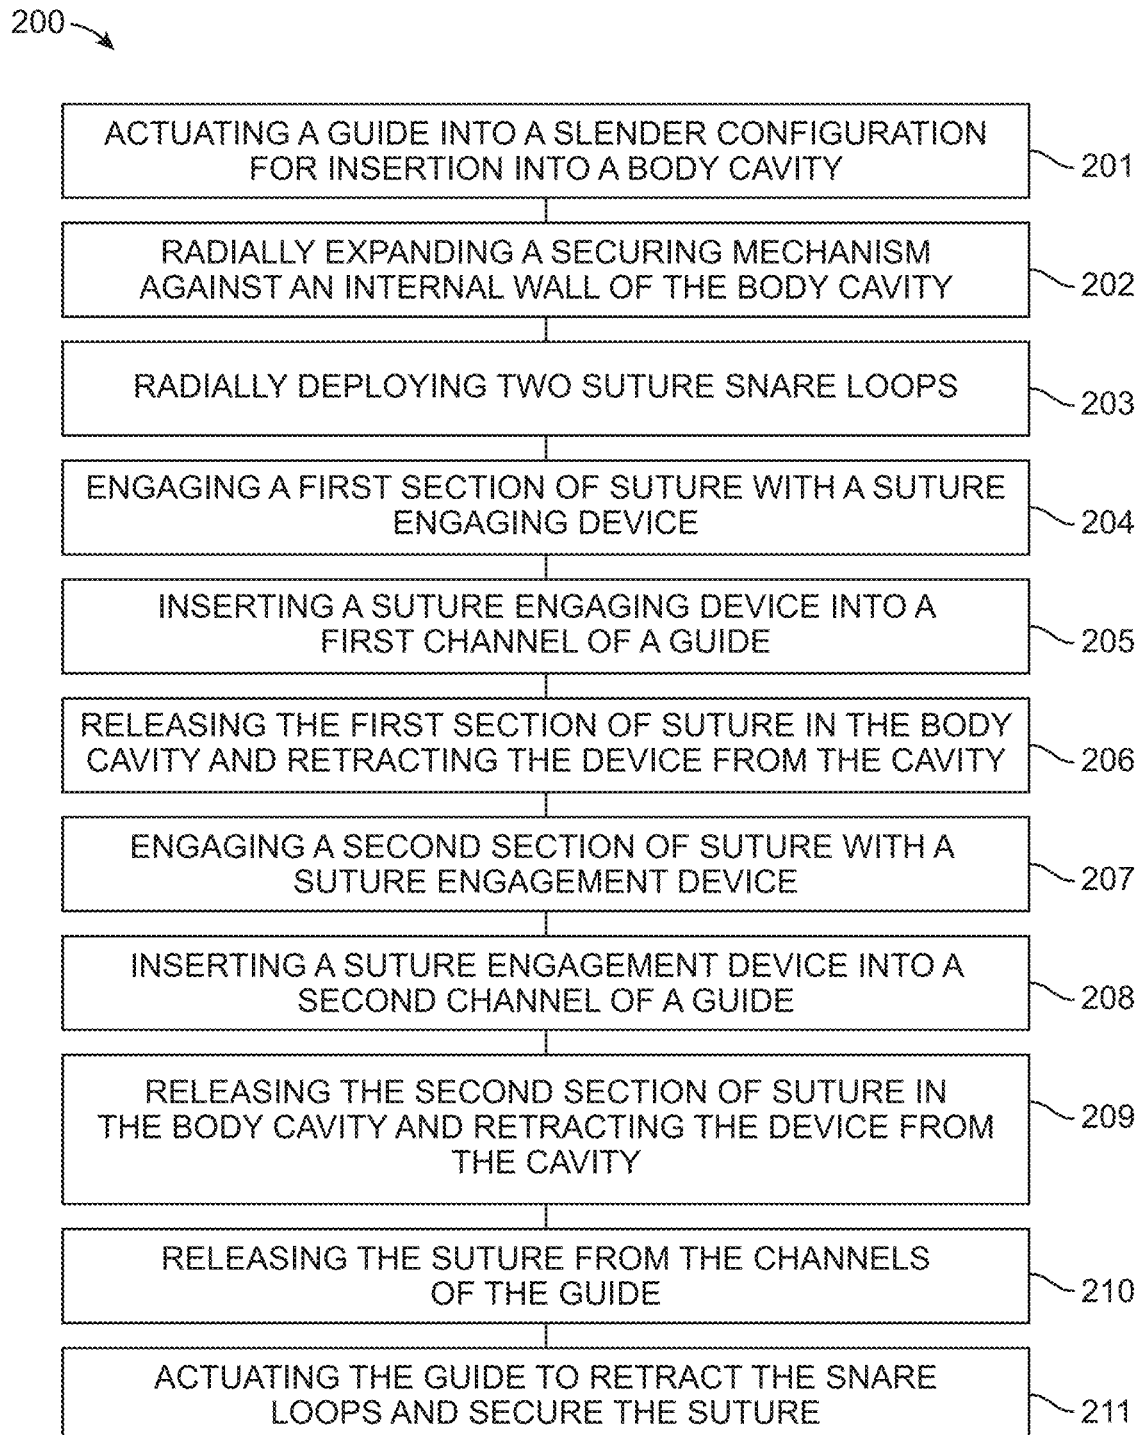 200
ACTUATING A GUIDE INTO A SLENDER CONFIGURATION
FOR INSERTION INTO A BODY CAVITY
201
RADIALLY EXPANDING A SECURING MECHANISM
AGAINST AN INTERNAL WALL OF THE BODY CAVITY
202
RADIALLY DEPLOYING TWO SUTURE SNARE LOOPS
203
ENGAGING A FIRST SECTION OF SUTURE WITH A SUTURE
ENGAGING DEVICE
204
INSERTING A SUTURE ENGAGING DEVICE INTO A
FIRST CHANNEL OF A GUIDE
205
RELEASING THE FIRST SECTION OF SUTURE IN THE BODY
CAVITY AND RETRACTING THE DEVICE FROM THE CAVITY
206
ENGAGING A SECOND SECTION OF SUTURE WITH A
SUTURE ENGAGEMENT DEVICE
207
INSERTING A SUTURE ENGAGEMENT DEVICE INTO A
SECOND CHANNEL OF A GUIDE
208
RELEASING THE SECOND SECTION OF SUTURE IN
THE BODY CAVITY AND RETRACTING THE DEVICE FROM
THE CAVITY
209
RELEASING THE SUTURE FROM THE CHANNELS
OF THE GUIDE
210
ACTUATING THE GUIDE TO RETRACT THE SNARE
LOOPS AND SECURE THE SUTURE
211